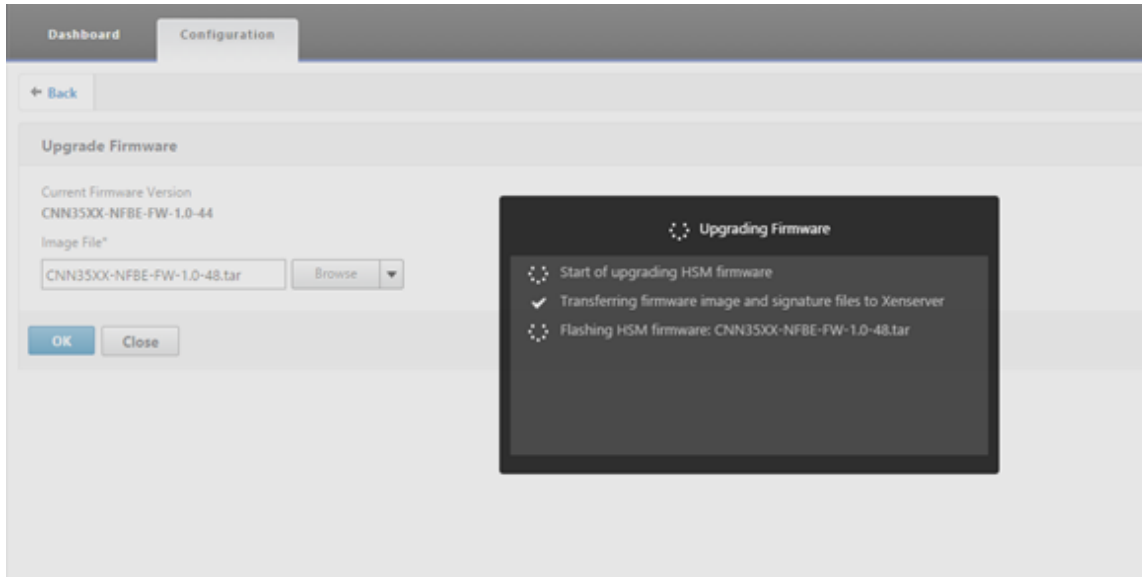 Dashboard Configuration
← Back
Upgrade Firmware
Current Firmware Version
CNN35XX-NFBE-FW-1.0-44
Image File*
CNN35XX-NFBE-FW-1.0-48.tar Browse
OK Close
Upgrading Firmware
Start of upgrading HSM firmware
Transferring firmware image and signature files to Xenserver
Flashing HSM firmware: CNN35XX-NFBE-FW-1.0-48.tar